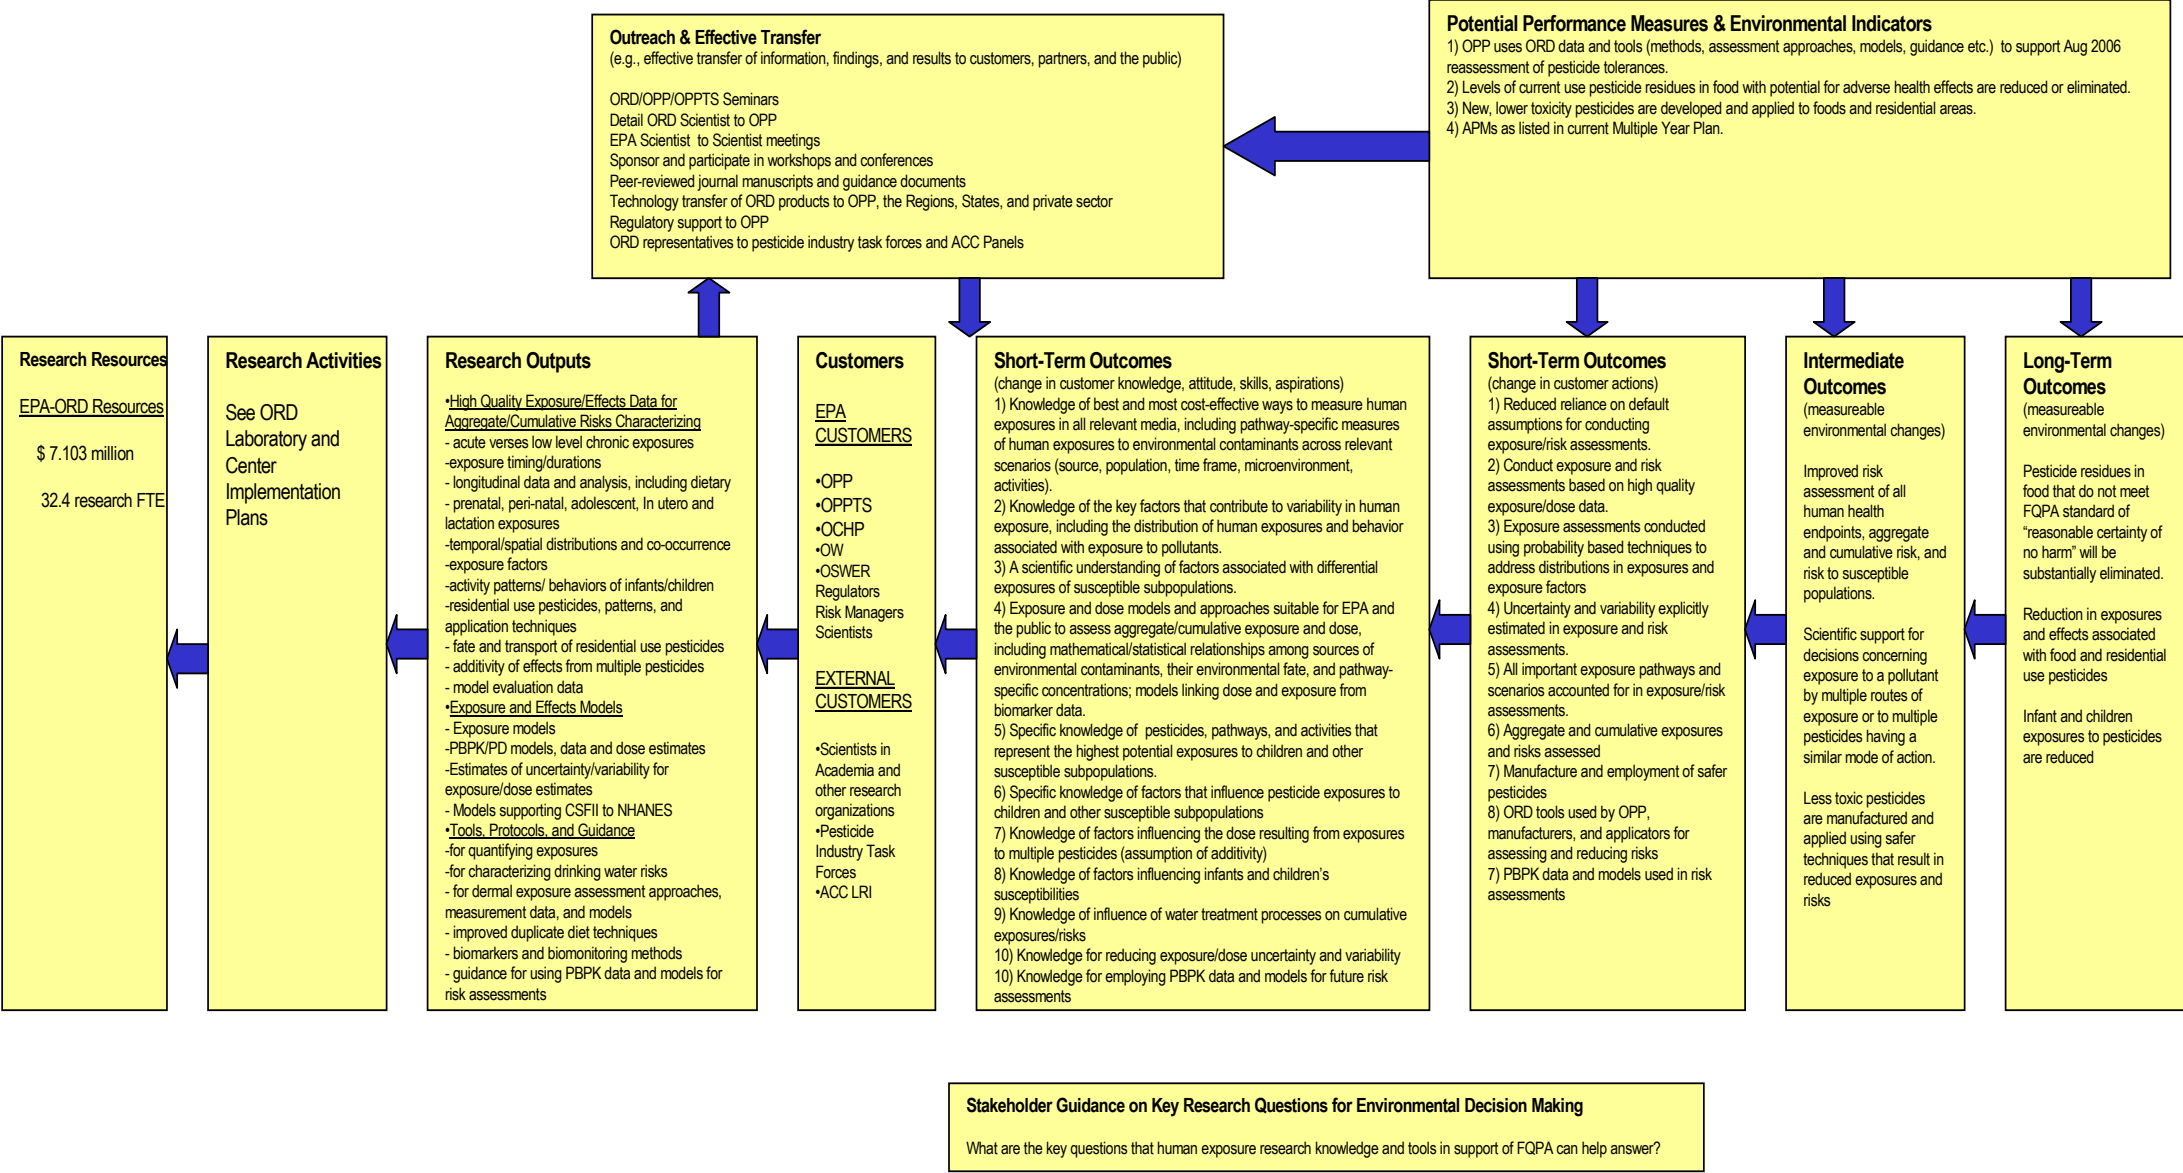 Outreach & Effective Transfer
(e.g., effective transfer of information, findings, and results to customers, partners, and the public)
ORD/OPP/OPPTS Seminars
Detail ORD Scientist to OPP
EPA Scientist to Scientist meetings
Sponsor and participate in workshops and conferences
Peer-reviewed journal manuscripts and guidance documents
Technology transfer of ORD products to OPP, the Regions, States, and private sector
Regulatory support to OPP
ORD representatives to pesticide industry task forces and ACC Panels
Potential Performance Measures & Environmental Indicators
1) OPP uses ORD data and tools (methods, assessment approaches, models, guidance etc.) to support Aug 2006
reassessment of pesticide tolerances.
2) Levels of current use pesticide residues in food with potential for adverse health effects are reduced or eliminated.
3) New, lower toxicity pesticides are developed and applied to foods and residential areas.
4) APMs as listed in current Multiple Year Plan.
Research Resources
EPA-ORD Resources
$ 7.103 million
32.4 research FTE
Research Activities
See ORD
Laboratory and
Center
Implementation
Plans
Research Outputs
•High Quality Exposure/Effects Data for
Aggregate/Cumulative Risks Characterizing
- acute verses low level chronic exposures
-exposure timing/durations
- longitudinal data and analysis, including dietary
- prenatal, peri-natal, adolescent, In utero and
lactation exposures
-temporal/spatial distributions and co-occurrence
-exposure factors
-activity patterns/ behaviors of infants/children
-residential use pesticides, patterns, and
application techniques
- fate and transport of residential use pesticides
- additivity of effects from multiple pesticides
- model evaluation data
•Exposure and Effects Models
- Exposure models
-PBPK/PD models, data and dose estimates
-Estimates of uncertainty/variability for
exposure/dose estimates
- Models supporting CSFII to NHANES
•Tools, Protocols, and Guidance
-for quantifying exposures
-for characterizing drinking water risks
- for dermal exposure assessment approaches,
measurement data, and models
- improved duplicate diet techniques
- biomarkers and biomonitoring methods
- guidance for using PBPK data and models for
risk assessments
Customers
EPA
CUSTOMERS
•OPP
•OPPTS
•OCHP
•OW
•OSWER
Regulators
Risk Managers
Scientists
EXTERNAL
CUSTOMERS
•Scientists in
Academia and
other research
organizations
•Pesticide
Industry Task
Forces
•ACC LRI
Short-Term Outcomes
(change in customer knowledge, attitude, skills, aspirations)
1) Knowledge of best and most cost-effective ways to measure human
exposures in all relevant media, including pathway-specific measures
of human exposures to environmental contaminants across relevant
scenarios (source, population, time frame, microenvironment,
activities).
2) Knowledge of the key factors that contribute to variability in human
exposure, including the distribution of human exposures and behavior
associated with exposure to pollutants.
3) A scientific understanding of factors associated with differential
exposures of susceptible subpopulations.
4) Exposure and dose models and approaches suitable for EPA and
the public to assess aggregate/cumulative exposure and dose,
including mathematical/statistical relationships among sources of
environmental contaminants, their environmental fate, and pathway-
specific concentrations; models linking dose and exposure from
biomarker data.
5) Specific knowledge of pesticides, pathways, and activities that
represent the highest potential exposures to children and other
susceptible subpopulations.
6) Specific knowledge of factors that influence pesticide exposures to
children and other susceptible subpopulations
7) Knowledge of factors influencing the dose resulting from exposures
to multiple pesticides (assumption of additivity)
8) Knowledge of factors influencing infants and children's
susceptibilities
9) Knowledge of influence of water treatment processes on cumulative
exposures/risks
10) Knowledge for reducing exposure/dose uncertainty and variability
10) Knowledge for employing PBPK data and models for future risk
assessments
Short-Term Outcomes
(change in customer actions)
1) Reduced reliance on default
assumptions for conducting
exposure/risk assessments.
2) Conduct exposure and risk
assessments based on high quality
exposure/dose data.
3) Exposure assessments conducted
using probability based techniques to
address distributions in exposures and
exposure factors
4) Uncertainty and variability explicitly
estimated in exposure and risk
assessments.
5) All important exposure pathways and
scenarios accounted for in exposure/risk
assessments.
6) Aggregate and cumulative exposures
and risks assessed
7) Manufacture and employment of safer
pesticides
8) ORD tools used by OPP,
manufacturers, and applicators for
assessing and reducing risks
7) PBPK data and models used in risk
assessments
Intermediate
Outcomes
(measureable
environmental changes)
Improved risk
assessment of all
human health
endpoints, aggregate
and cumulative risk, and
risk to susceptible
populations.
Scientific support for
decisions concerning
exposure to a pollutant
by multiple routes of
exposure or to multiple
pesticides having a
similar mode of action.
Less toxic pesticides
are manufactured and
applied using safer
techniques that result in
reduced exposures and
risks
Long-Term
Outcomes
(measureable
environmental changes)
Pesticide residues in
food that do not meet
FQPA standard of
“reasonable certainty of
no harm” will be
substantially eliminated.
Reduction in exposures
and effects associated
with food and residential
use pesticides
Infant and children
exposures to pesticides
are reduced
Stakeholder Guidance on Key Research Questions for Environmental Decision Making
What are the key questions that human exposure research knowledge and tools in support of FQPA can help answer?